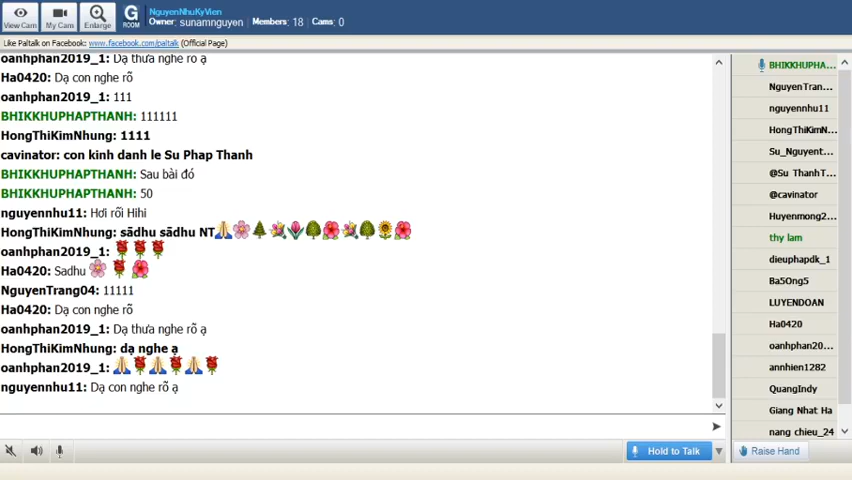 View Cam
My Cam
Enlarge
G
ROOM
NguyenNhuKyVien
Owner: sunamnguyen Members: 18 Cams: 0
Like Paltalk on Facebook: www.facebook.com/paltalk (Official Page)
oanhphan2019_1: Dạ thưa nghe rõ ạ
Ha0420: Dạ con nghe rõ
oanhphan2019_1: 111
BHIKKHUPHAPTHANH: 111111
HongThiKimNhung: 1111
cavinator: con kinh danh le Su Phap Thanh
BHIKKHUPHAPTHANH: Sau bài đó
BHIKKHUPHAPTHANH: 50
nguyennhu11: Hơi rối Hihi
HongThiKimNhung: sādhu sādhu NT
oanhphan2019_1:
Ha0420: Sadhu
NguyenTrang04: 11111
Ha0420: Dạ con nghe rõ
oanhphan2019_1: Dạ thưa nghe rõ ạ
HongThiKimNhung: dạ nghe ạ
oanhphan2019_1:
nguyennhu11: Dạ con nghe rõ ạ
BHIKKHUPHA...
NguyenTran...
nguyennhu11
HongThiKimN...
Su_Nguyent...
@Su ThanhT...
@cavinator
Huyenmong2...
thy lam
dieuphapdk_1
Ba5Ong5
LUYENDOAN
Ha0420
oanhphan20...
annhien1282
QuangIndy
Giang Nhat Ha
nang chieu_24
Hold to Talk
Raise Hand